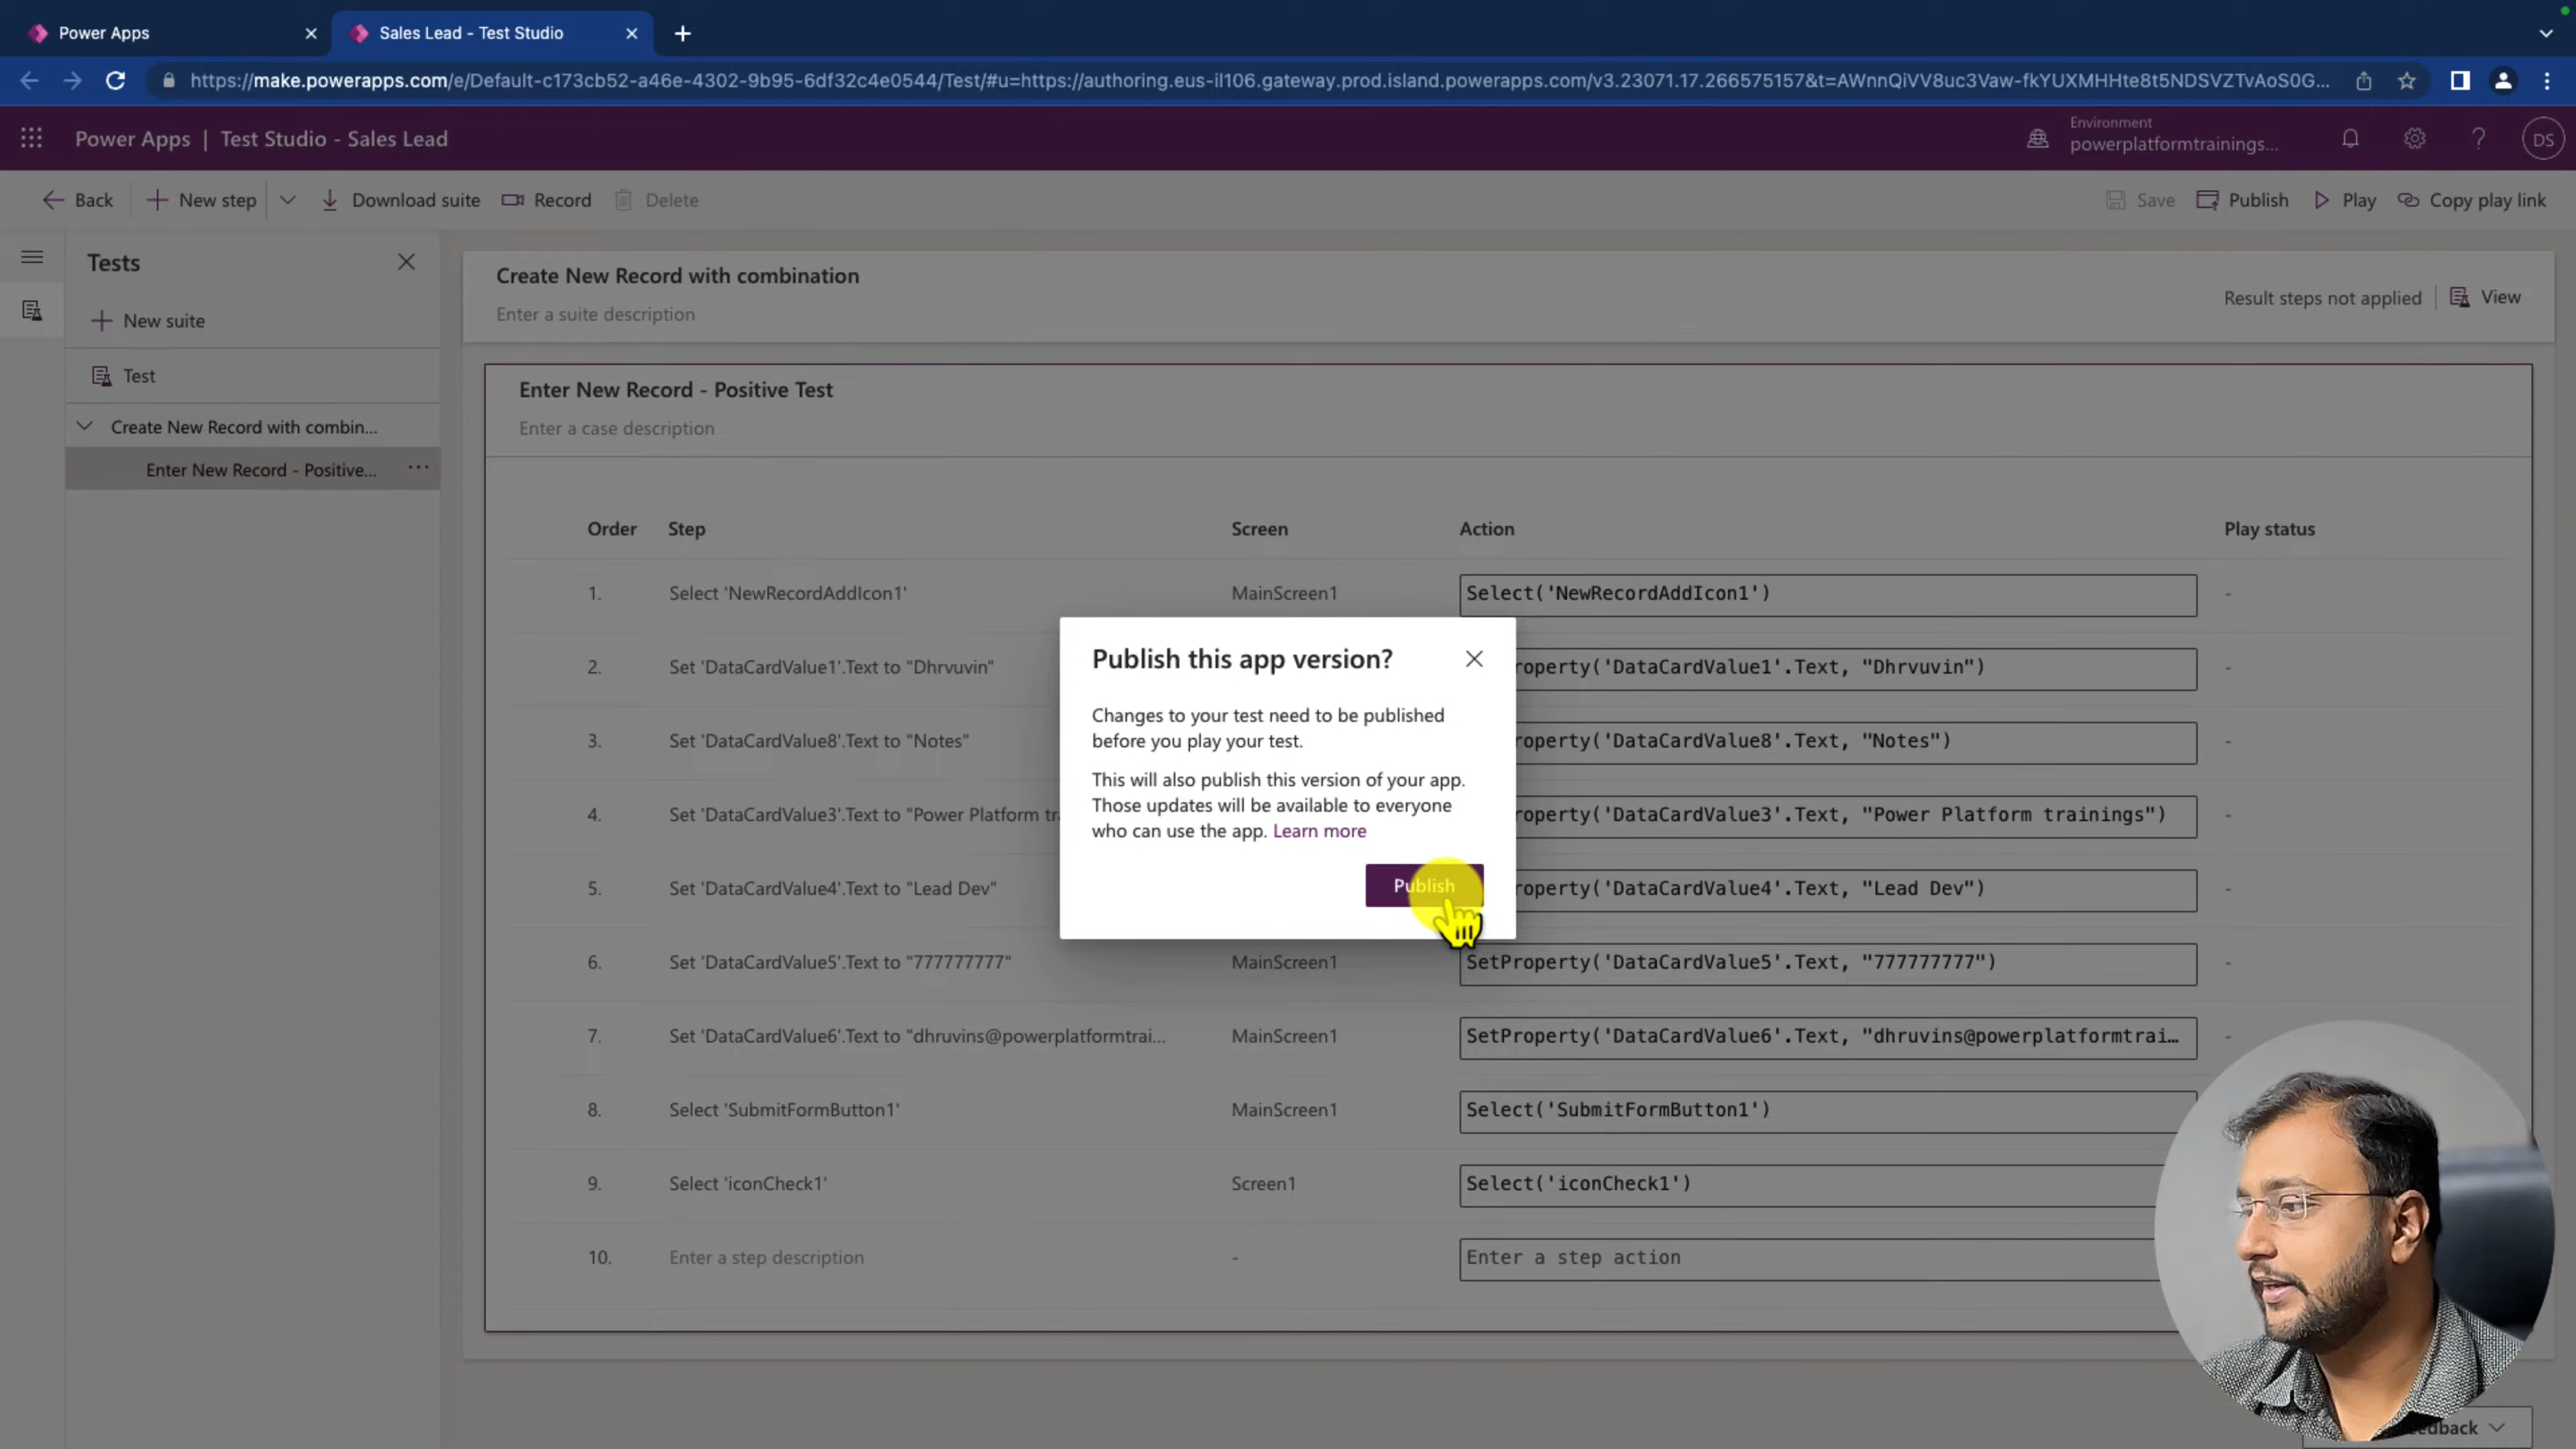 Power Apps
Sales Lead - Test Studio
https://make.powerapps.com/e/Default-c173cb52-a46e-4302-9b95-6df32c4e0544/Test/#u=https://authoring.eus-il106.gateway.prod.island.powerapps.com/v3.23071.17.266575157&t=AWnnQiVV8uc3Vaw-fkYUXMHHte8t5NDSVZTvAoS0G...
Power Apps | Test Studio - Sales Lead
Environment
powerplatformtrainings...
DS
Back
New step
Download suite
Record
Delete
Save
Publish
Play
Copy play link
Tests
New suite
Test
Create New Record with combin...
Enter New Record - Positive... ...
Create New Record with combination
Enter a suite description
Result steps not applied
View
Enter New Record - Positive Test
Enter a case description
Order Step Screen Action Play status
1. Select 'NewRecordAddIcon1' MainScreen1 Select('NewRecordAddIcon1') -
2. Set 'DataCardValue1'.Text to "Dhrvuvin" roperty('DataCardValue1'.Text, "Dhrvuvin") -
3. Set 'DataCardValue8'.Text to "Notes" roperty('DataCardValue8'.Text, "Notes") -
4. Set 'DataCardValue3'.Text to "Power Platform tr roperty('DataCardValue3'.Text, "Power Platform trainings") -
5. Set 'DataCardValue4'.Text to "Lead Dev" roperty('DataCardValue4'.Text, "Lead Dev") -
6. Set 'DataCardValue5'.Text to "777777777" MainScreen1 SetProperty('DataCardValue5'.Text, "777777777") -
7. Set 'DataCardValue6'.Text to "dhruvins@powerplatformtrai... MainScreen1 SetProperty('DataCardValue6'.Text, "dhruvins@powerplatformtrai... -
8. Select 'SubmitFormButton1' MainScreen1 Select('SubmitFormButton1')
9. Select 'iconCheck1' Screen1 Select('iconCheck1')
10. Enter a step description - Enter a step action
Publish this app version?
Changes to your test need to be published
before you play your test.
This will also publish this version of your app.
Those updates will be available to everyone
who can use the app. Learn more
Publish